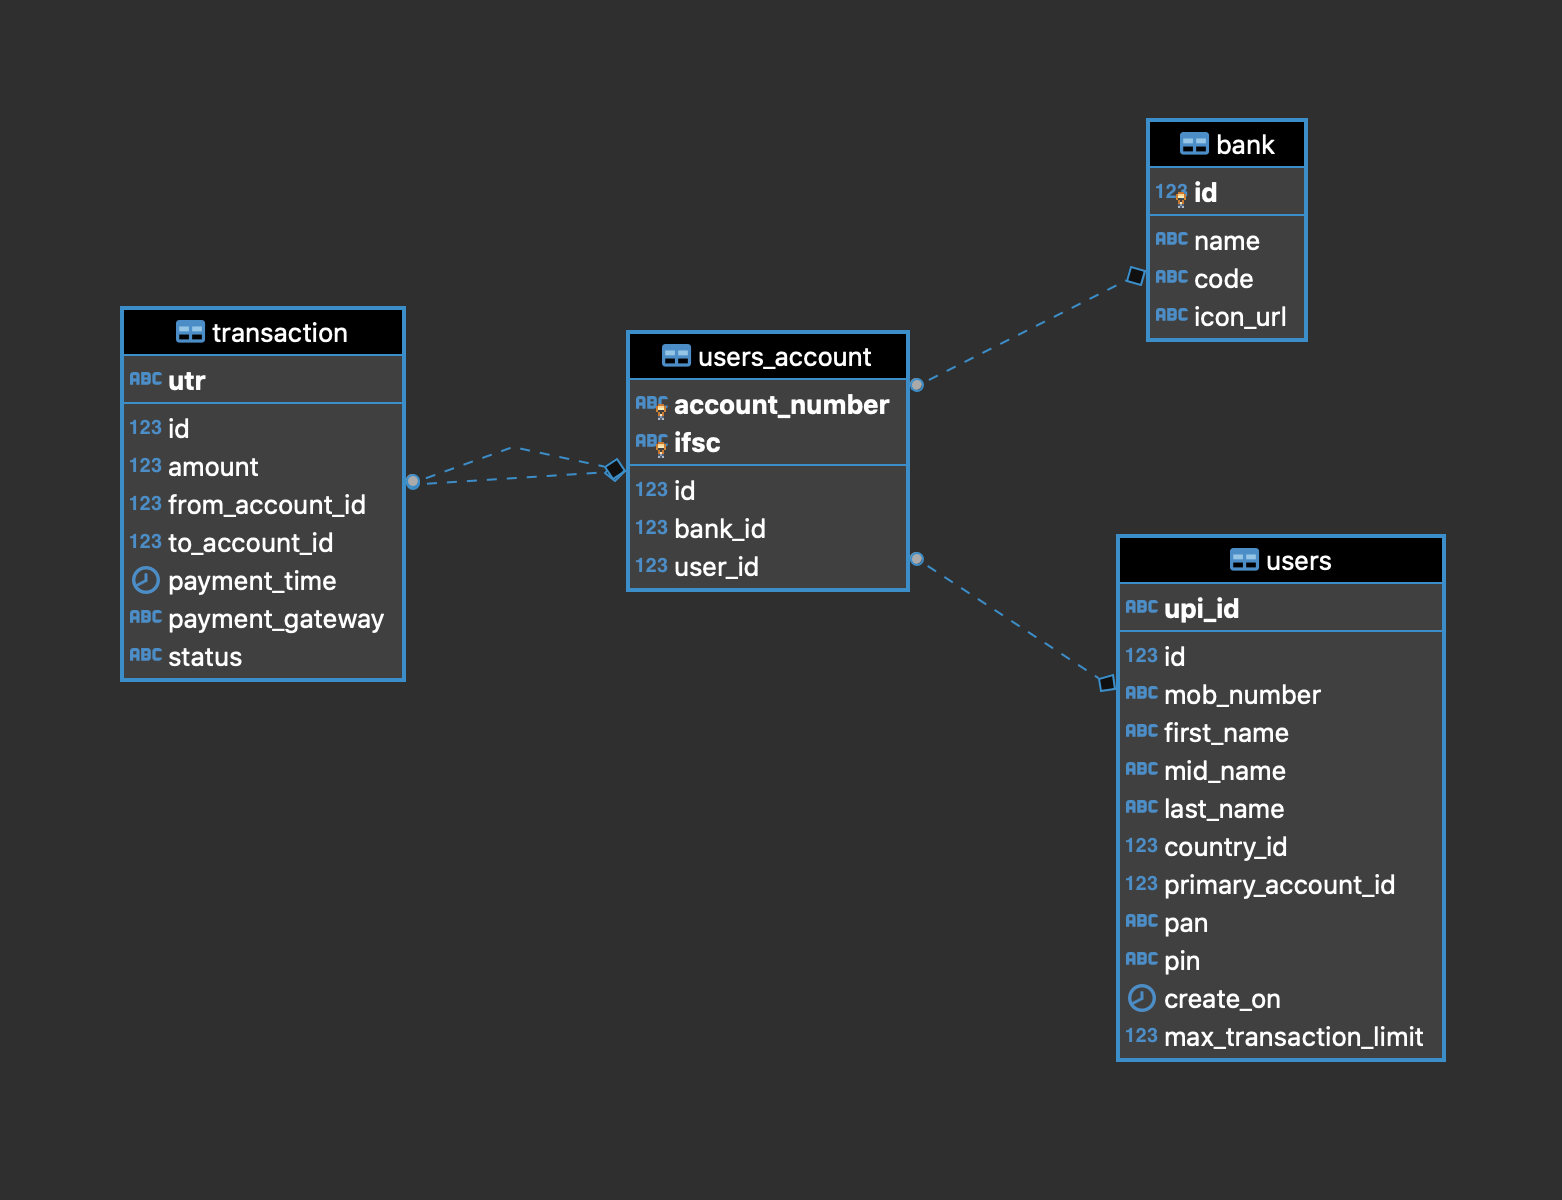 transaction
ABC utr
123 id
123 amount
123 from_account_id
123 to_account_id
payment_time
ABC payment_gateway
ABC status
users_account
ABC account_number
ABC ifsc
123 id
123 bank_id
123 user_id
bank
123 id
ABC name
ABC code
ABC icon_url
users
ABC upi_id
123 id
ABC mob_number
ABC first_name
ABC mid_name
ABC last_name
123 country_id
123 primary_account_id
ABC pan
ABC pin
create_on
123 max_transaction_limit